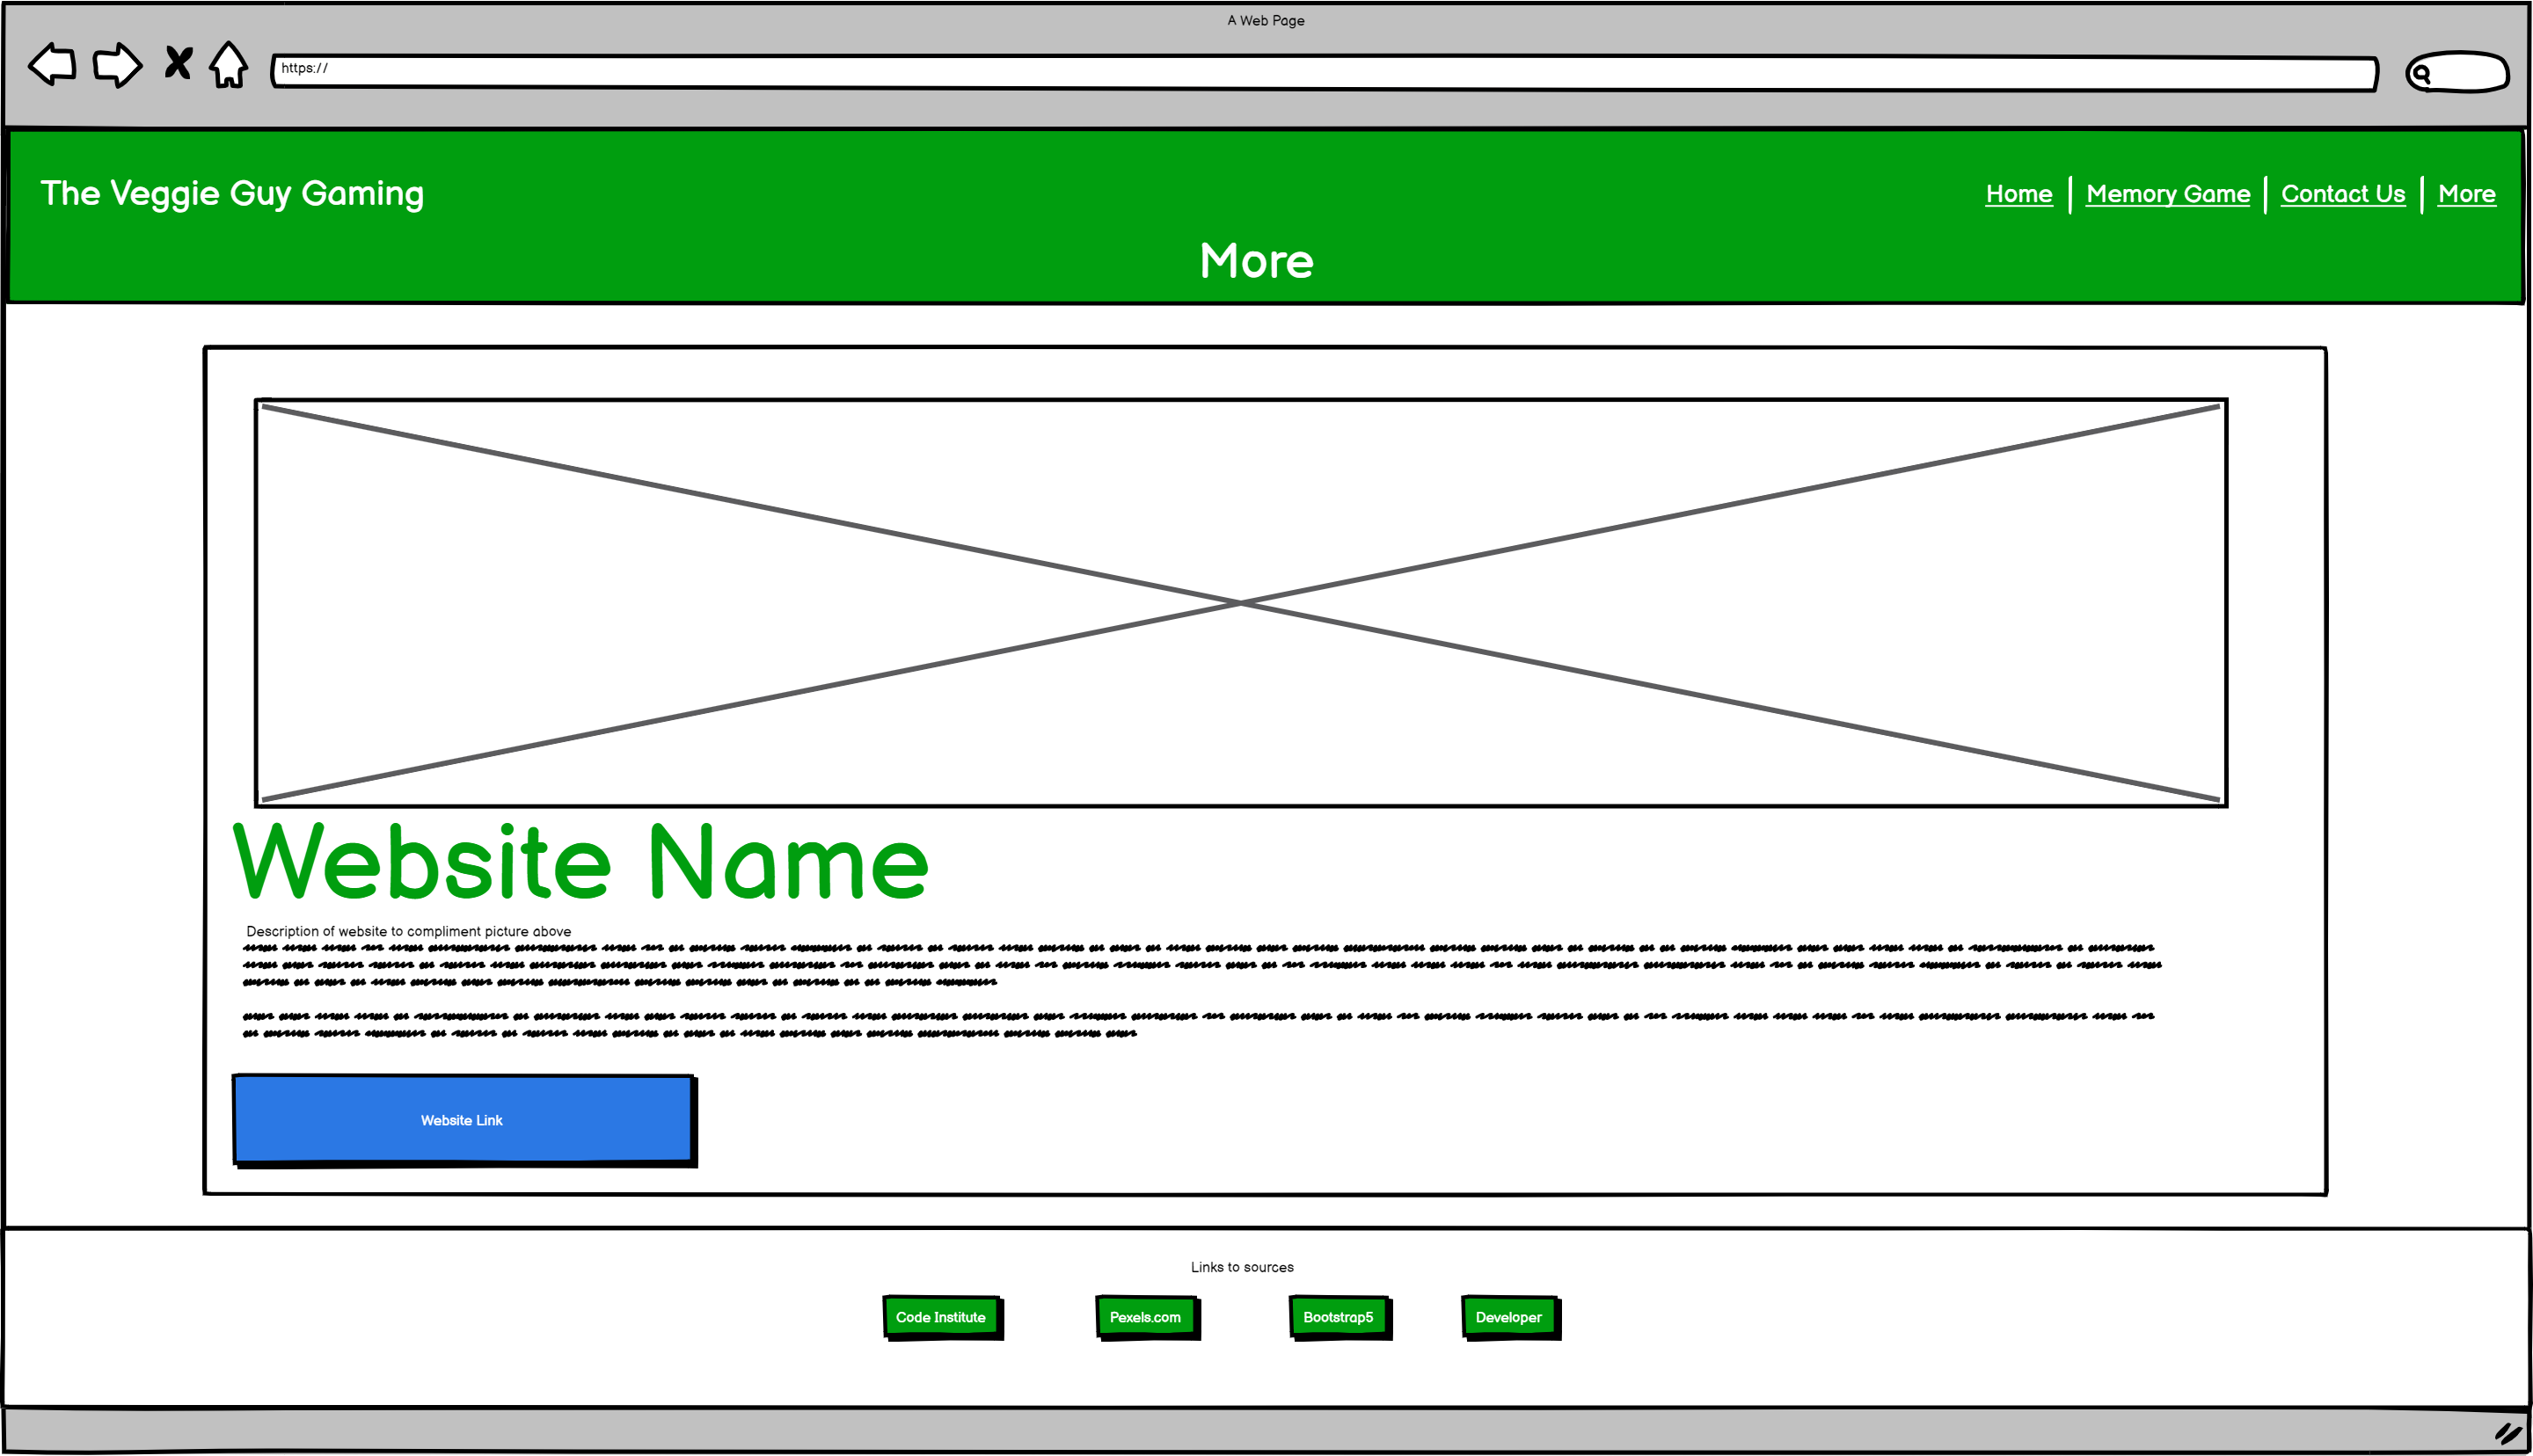 A Web Page
https://
The Veggie Guy Gaming
Home | Memory Game | Contact Us | More
More
Website Name
Description of website to compliment picture above
Website Link
Links to sources
Code Institute
Pexels.com
Bootstrap5
Developer